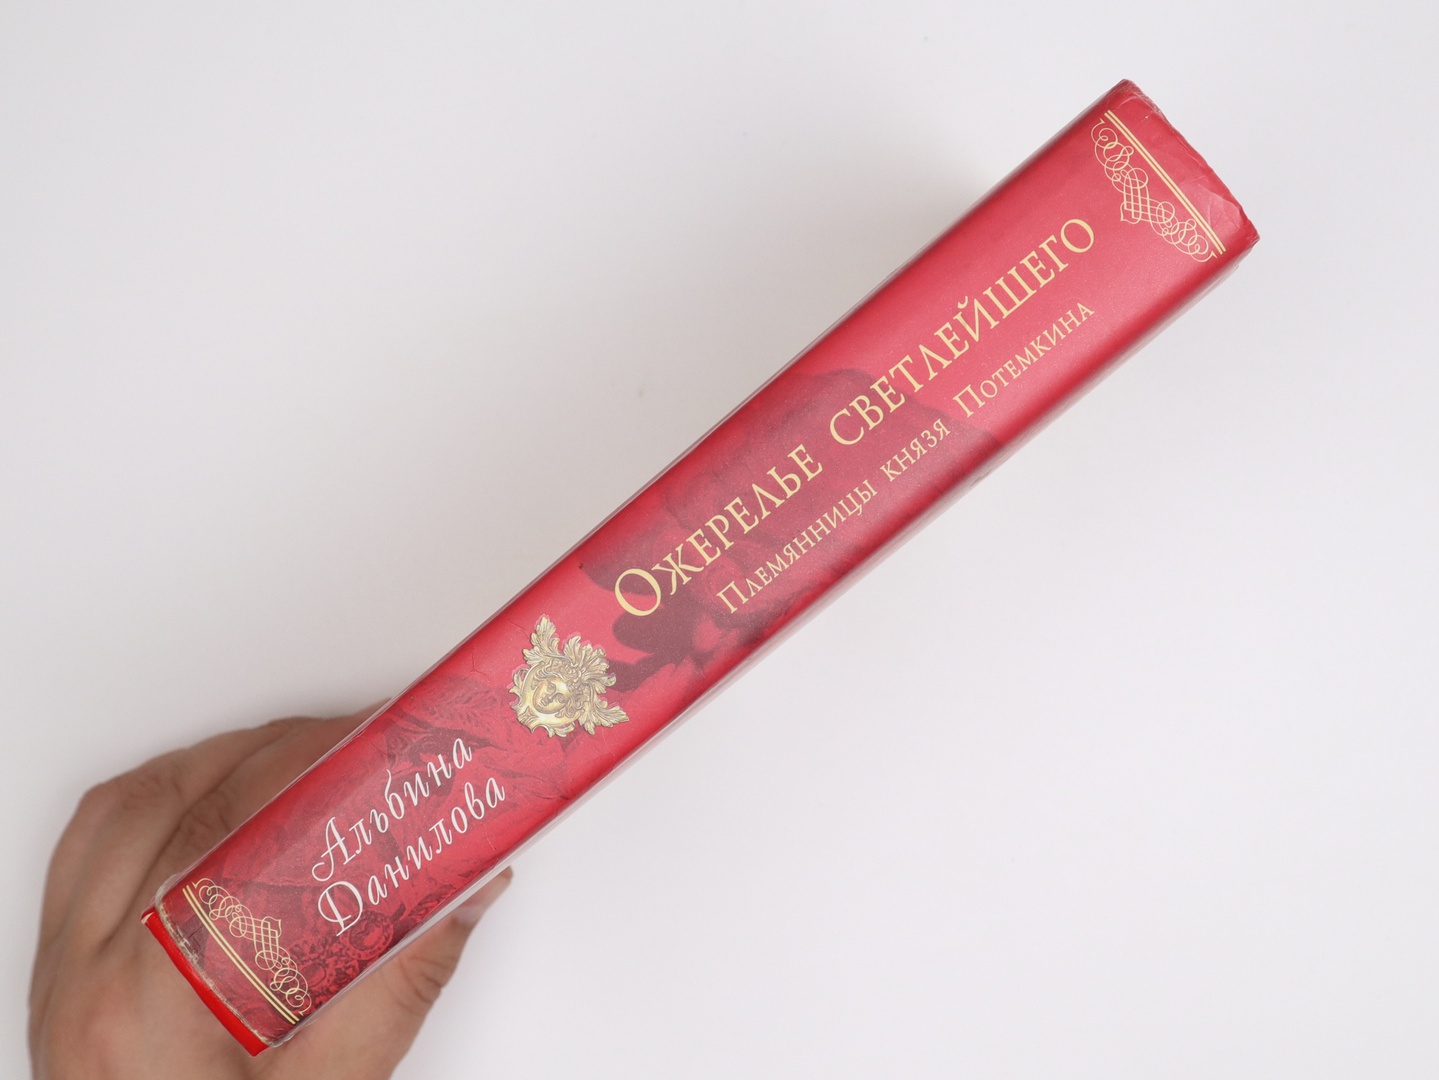 Альбина
Данилова
Ожерелье светлейшего
Племянницы князя Потемкина